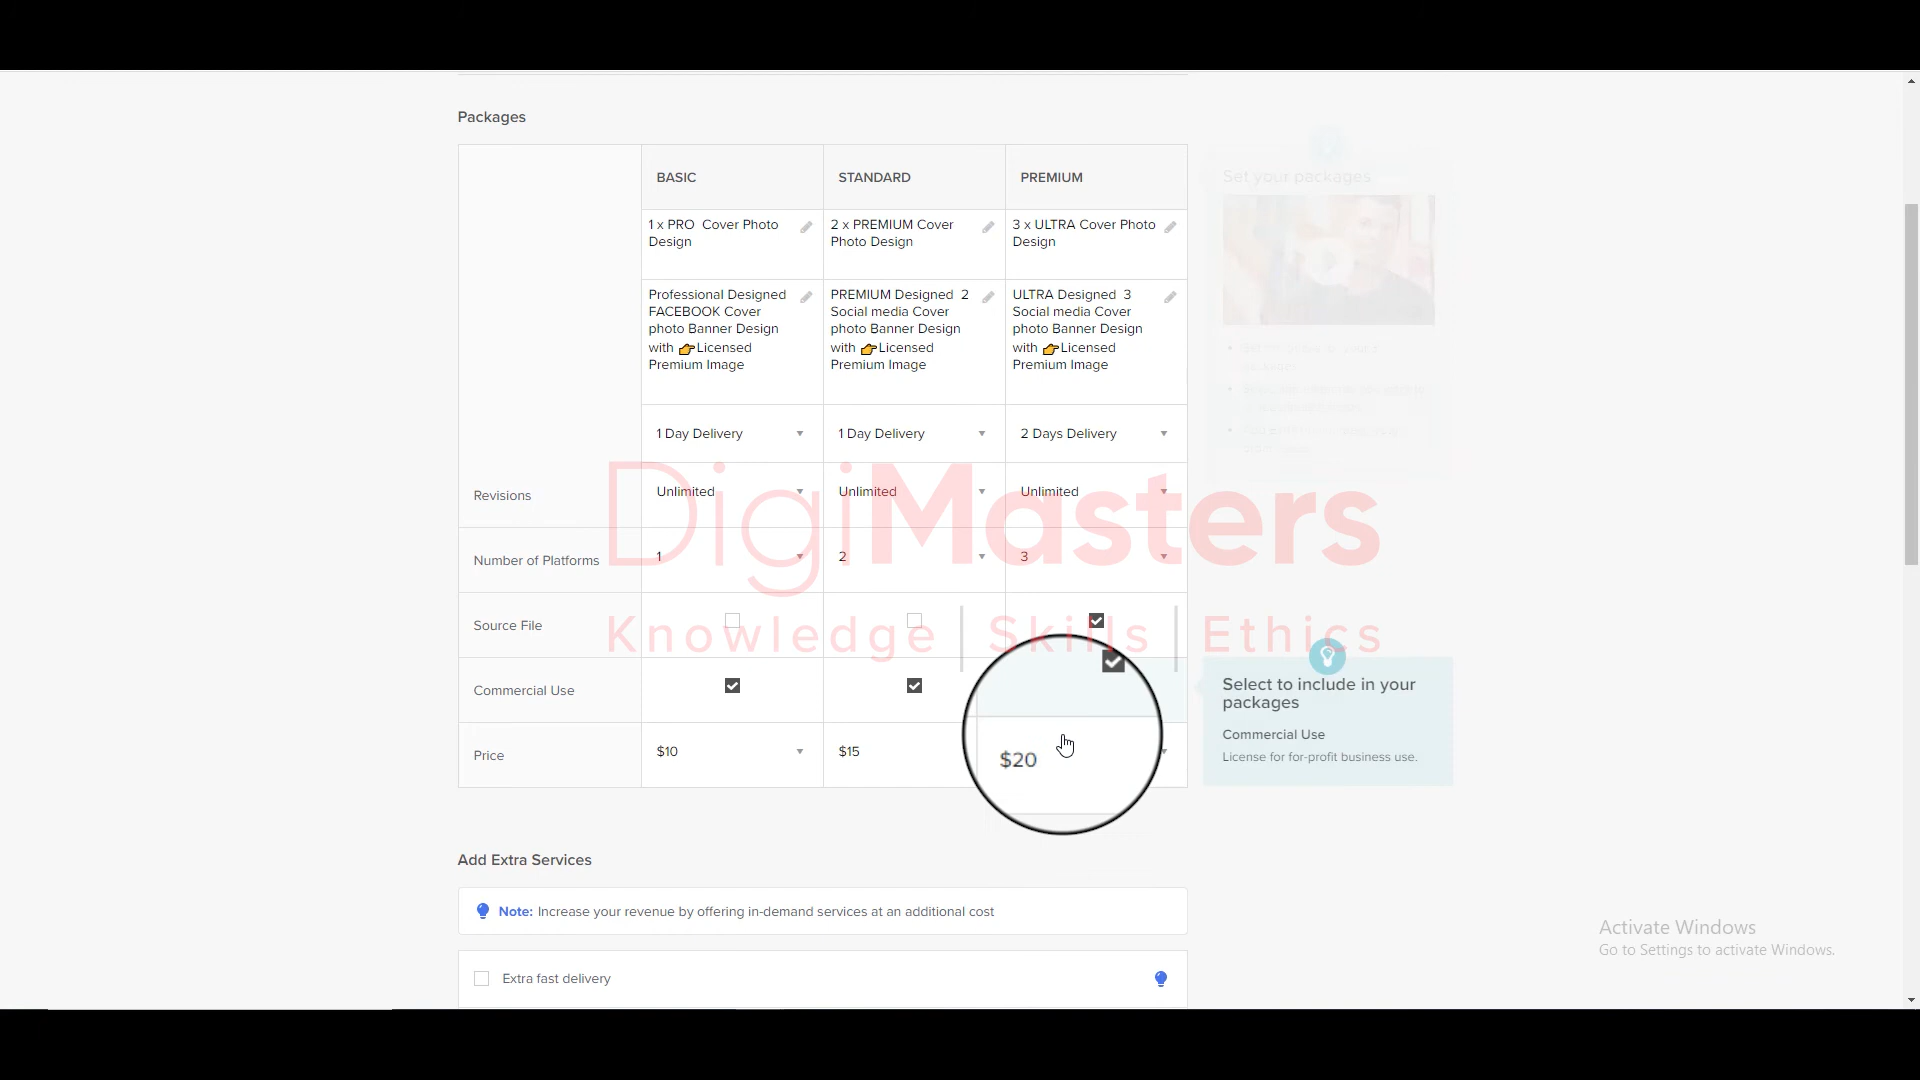 Packages
BASIC
STANDARD
PREMIUM
1 x PRO Cover Photo
Design
2 x PREMIUM Cover
Photo Design
3 x ULTRA Cover Photo
Design
Professional Designed
FACEBOOK Cover
photo Banner Design
with 👉Licensed
Premium Image
PREMIUM Designed 2
Social media Cover
photo Banner Design
with 👉Licensed
Premium Image
ULTRA Designed 3
Social media Cover
photo Banner Design
with 👉Licensed
Premium Image
Set your packages
1 Day Delivery
1 Day Delivery
2 Days Delivery
Revisions
Unlimited
Unlimited
Unlimited
DigiMasters
Number of Platforms
1
2
3
Source File
Knowledge | Skills | Ethics
Commercial Use
Price
$10
$15
$20
Select to include in your
packages
Commercial Use
License for for-profit business use.
Add Extra Services
Note: Increase your revenue by offering in-demand services at an additional cost
Extra fast delivery
Activate Windows
Go to Settings to activate Windows.